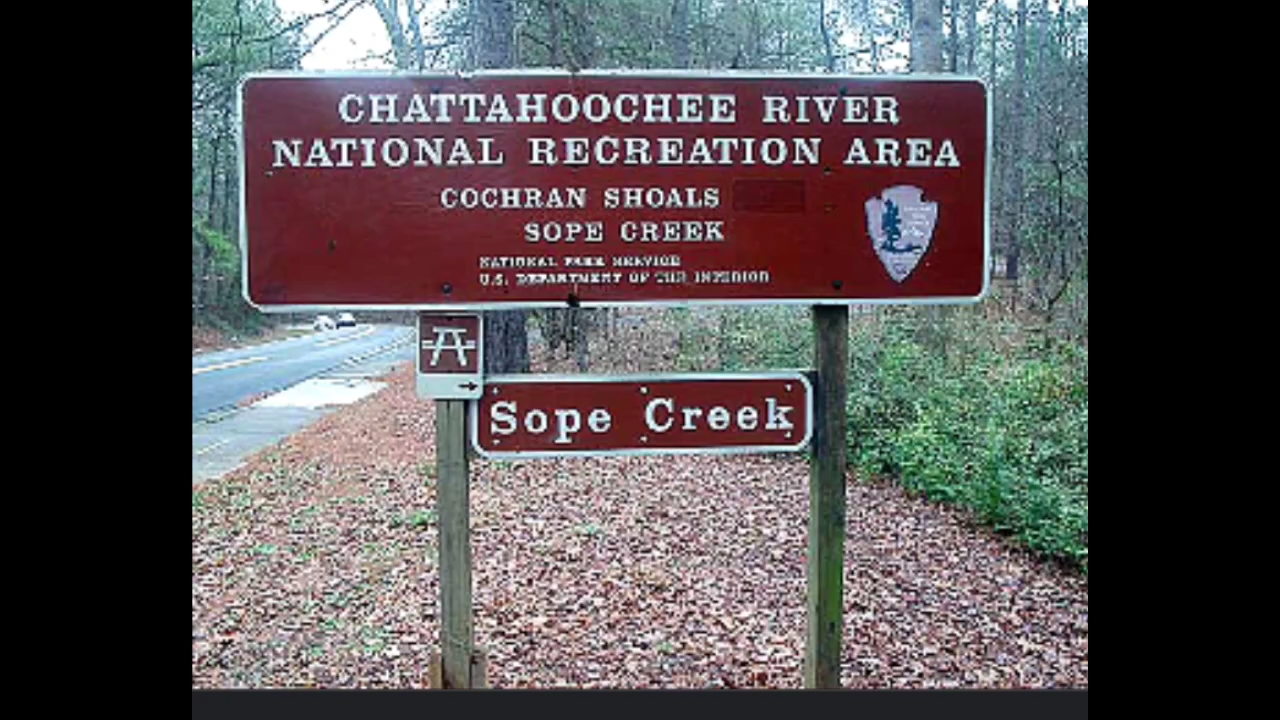 CHATTAHOOCHEE RIVER
NATIONAL RECREATION AREA
COCHRAN SHOALS
SOPE CREEK
NATIONAL PARK SERVICE
U.S. DEPARTMENT OF THE INTERIOR
Sope Creek